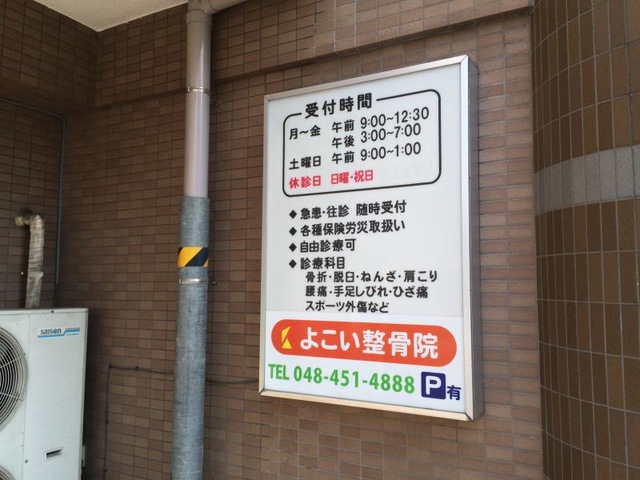 受付時間
月〜金 午前 9:00~12:30
午後 3:00~7:00
土曜日 午前 9:00~1:00
休診日 日曜・祝日
◆ 急患・往診 随時受付
◆ 各種保険労災取扱い
◆ 自由診療可
◆ 診療科目
骨折・脱臼・ねんざ・肩こり
腰痛・手足しびれ・ひざ痛
スポーツ外傷など
よこい整骨院
TEL 048-451-4888 P有